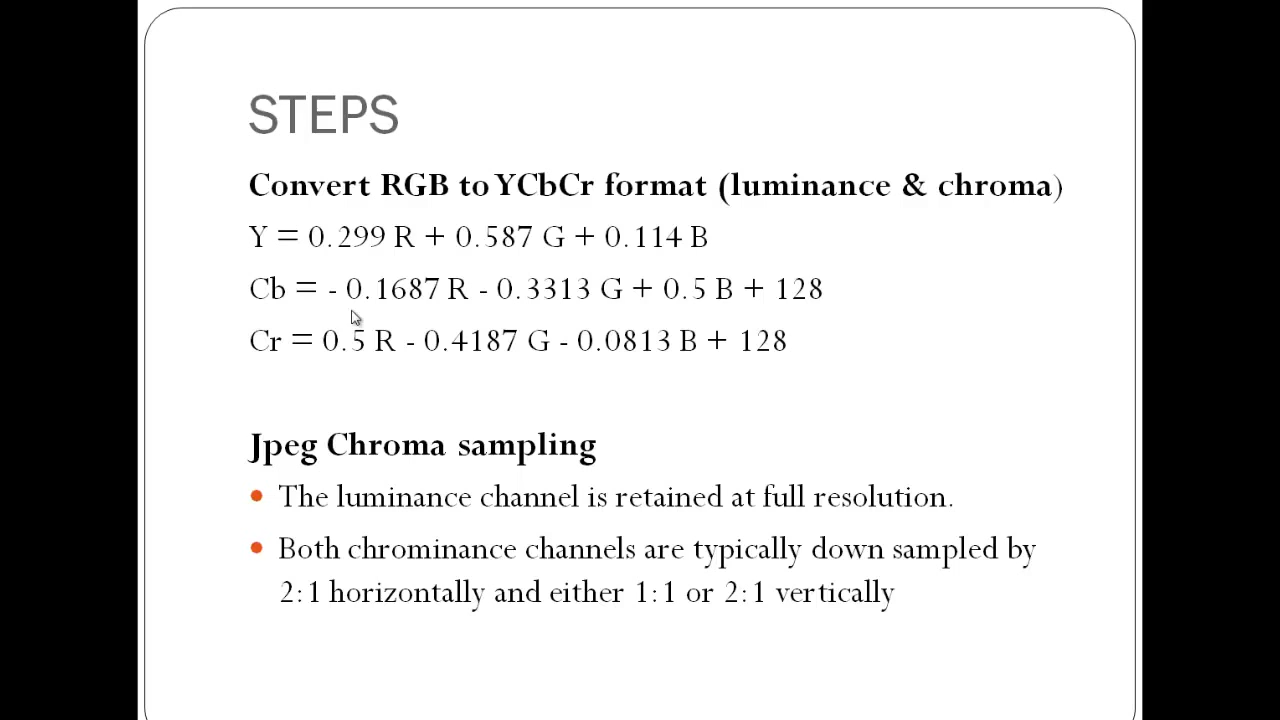 STEPS
Convert RGB to YCbCr format (luminance & chroma)
Y = 0.299 R + 0.587 G + 0.114 B
Cb = - 0.1687 R - 0.3313 G + 0.5 B + 128
Cr = 0.5 R - 0.4187 G - 0.0813 B + 128
Jpeg Chroma sampling
• The luminance channel is retained at full resolution.
• Both chrominance channels are typically down sampled by
2:1 horizontally and either 1:1 or 2:1 vertically